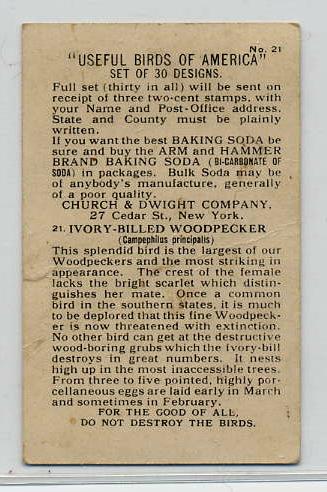 No. 21
"USEFUL BIRDS OF AMERICA"
SET OF 30 DESIGNS.
Full set (thirty in all) will be sent on
receipt of three two-cent stamps, with
your Name and Post-Office address.
State and County must be plainly
written.
If you want the best BAKING SODA be
sure and buy the ARM and HAMMER
BRAND BAKING SODA (BI-CARBONATE OF
SODA) in packages. Bulk Soda may be
of anybody's manufacture, generally
of a poor quality.
CHURCH & DWIGHT COMPANY,
27 Cedar St., New York.
21. IVORY-BILLED WOODPECKER
(Campephilus principalis)
This splendid bird is the largest of our
Woodpeckers and the most striking in
appearance. The crest of the female
lacks the bright scarlet which distin-
guishes her mate. Once a common
bird in the southern states, it is much
to be deplored that this fine Woodpeck-
er is now threatened with extinction.
No other bird can get at the destructive
wood-boring grubs which the Ivory-bill
destroys in great numbers. It nests
high up in the most inaccessible trees.
From three to five pointed, highly por-
cellaneous eggs are laid early in March
and sometimes in February.
FOR THE GOOD OF ALL,
DO NOT DESTROY THE BIRDS.